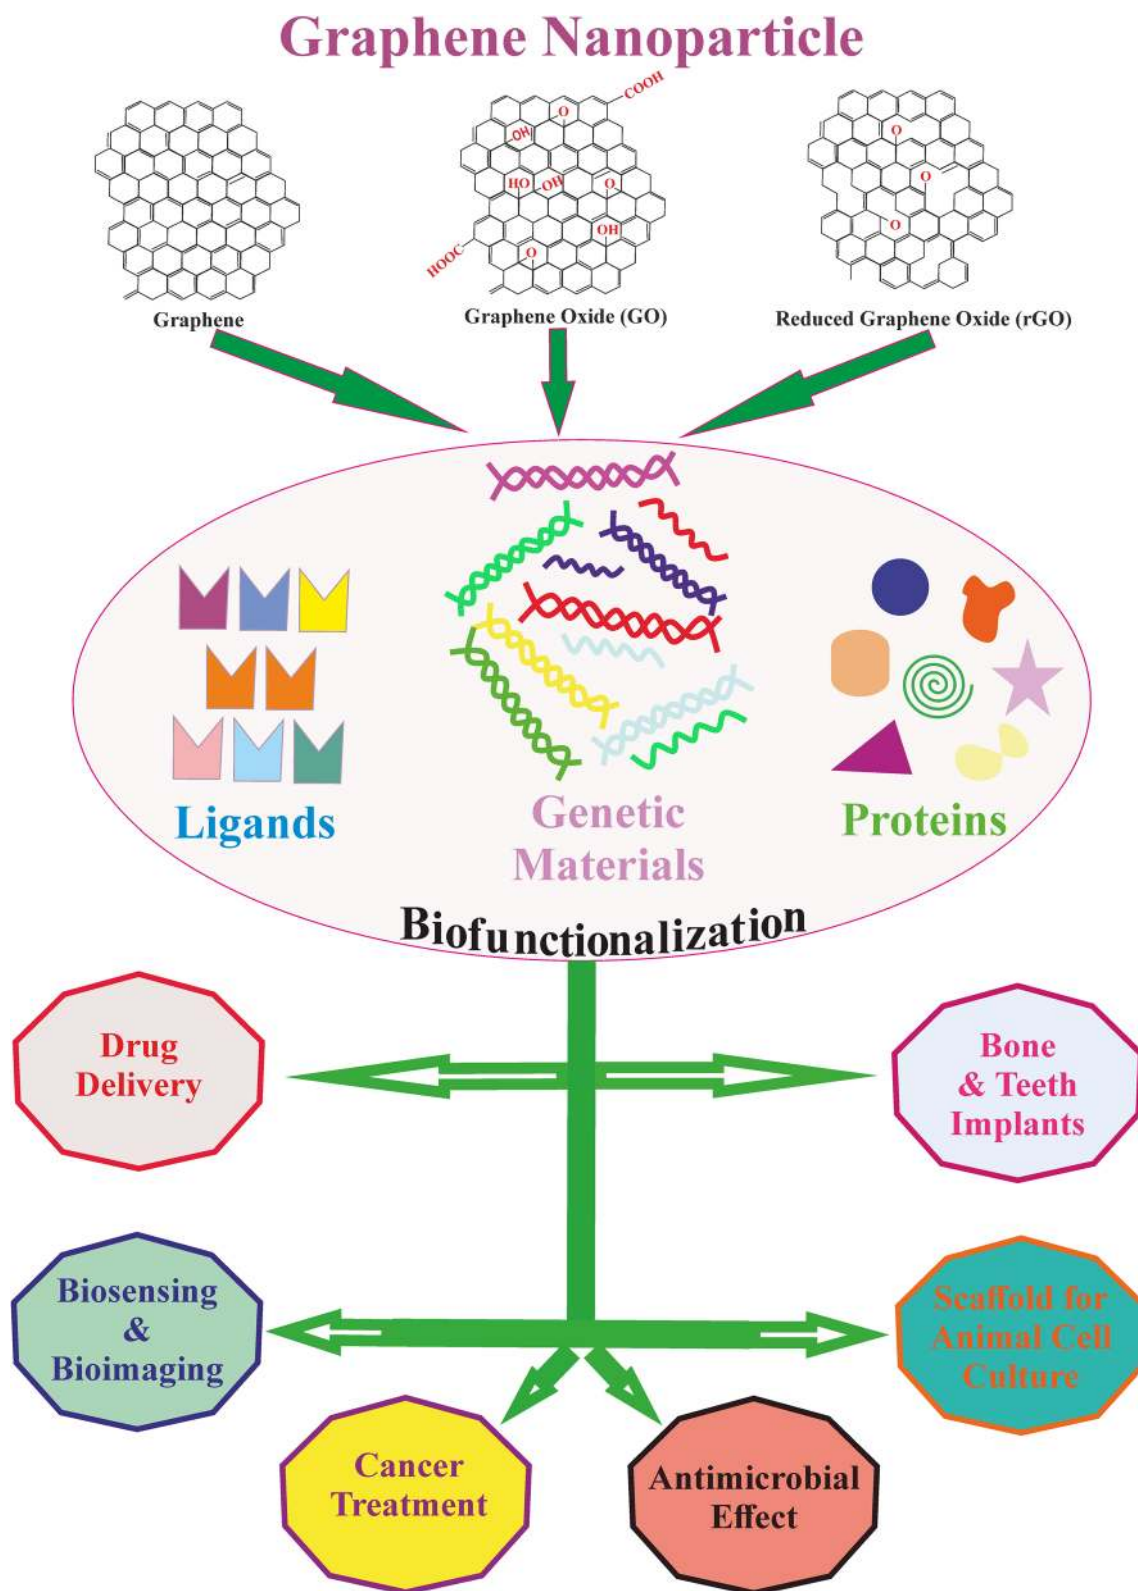 Graphene Nanoparticle
COOH
O
OH
HO
OH
O
OH
O
HOOC
O
O
O
Graphene
Graphene Oxide (GO)
Reduced Graphene Oxide (rGO)
Ligands
Genetic
Materials
Proteins
Biofunctionalization
Drug
Delivery
Bone
& Teeth
Implants
Biosensing
&
Bioimaging
Scaffold for
Animal Cell
Culture
Cancer
Treatment
Antimicrobial
Effect